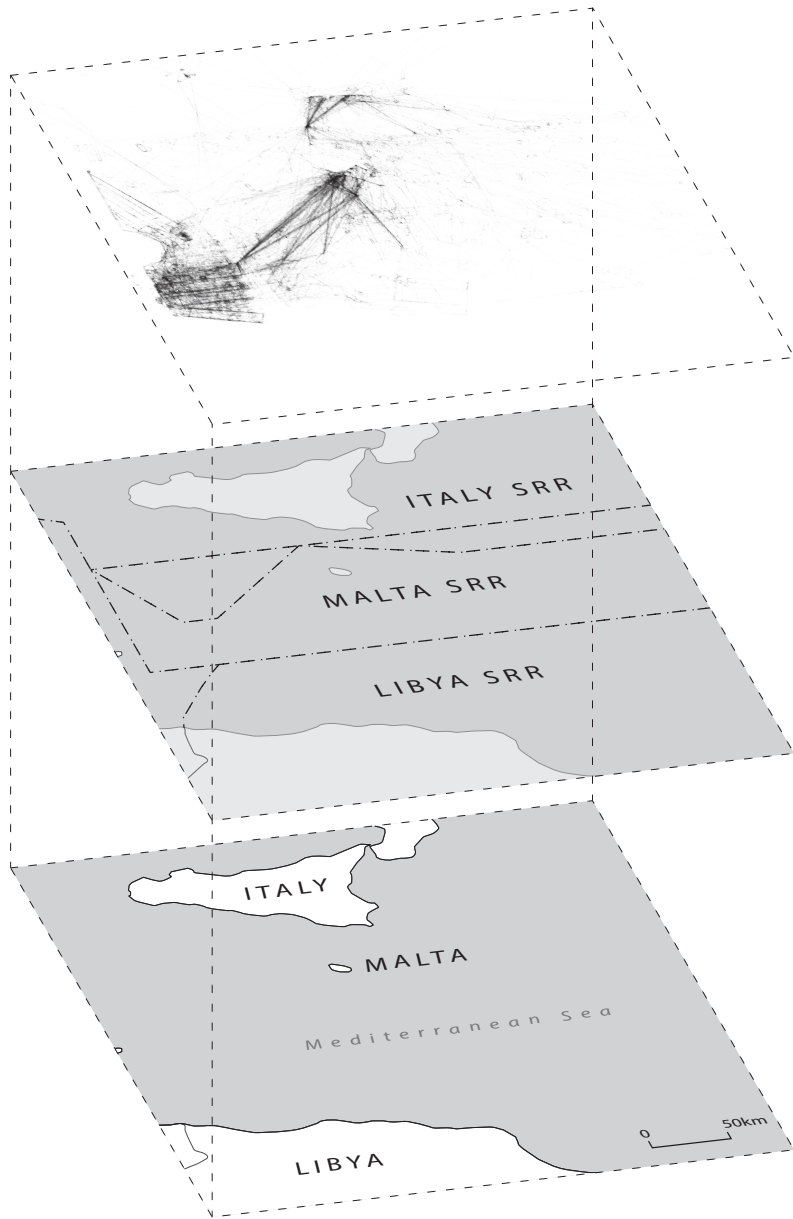 ITALY SRR
MALTA SRR
LIBYA SRR
ITALY
MALTA
Mediterranean Sea
0 50km
LIBYA